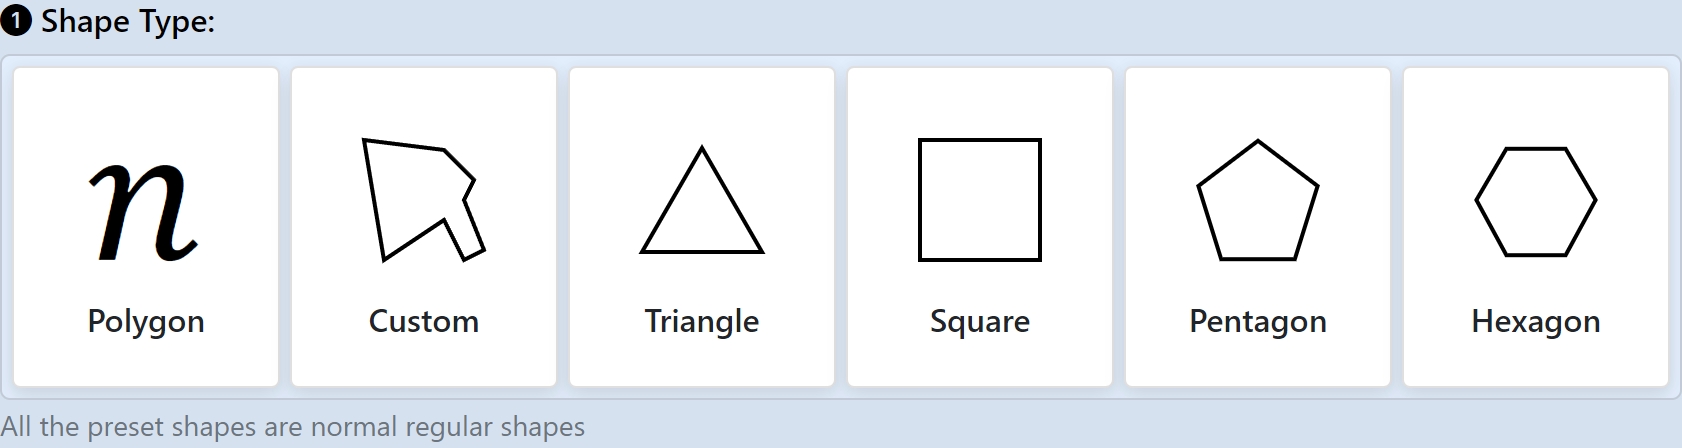 1 Shape Type:
n
Polygon
Custom
Triangle
Square
Pentagon
Hexagon
All the preset shapes are normal regular shapes